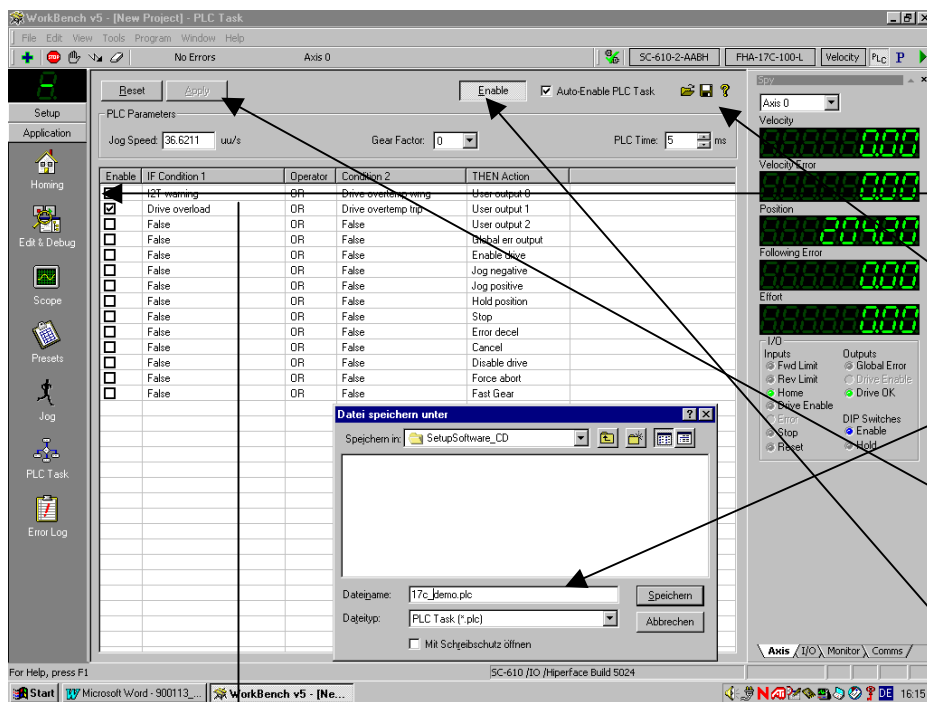 WorkBench v5 - [New Project] - PLC Task
File Edit View Tools Program Window Help
No Errors Axis 0 SC-610-2-AABH FHA-17C-100-L Velocity PLC P
Setup
Application
Homing
Edit & Debug
Scope
Presets
Jog
PLC Task
Error Log
Reset Apply Enable Auto-Enable PLC Task
PLC Parameters
Jog Speed: 36.6211 uu/s Gear Factor: 0 PLC Time: 5 ms
Enable IF Condition 1 Operator Condition 2 THEN Action
I2T warning OR Drive overtemp wrng User output 0
Drive overload OR Drive overtemp trip User output 1
False OR False User output 2
False OR False Global err output
False OR False Enable drive
False OR False Jog negative
False OR False Jog positive
False OR False Hold position
False OR False Stop
False OR False Error decel
False OR False Cancel
False OR False Disable drive
False OR False Force abort
False OR False Fast Gear
Datei speichern unter
Speichern in: SetupSoftware_CD
Dateiname: 17c_demo.plc Speichern
Dateityp: PLC Task (*.plc) Abbrechen
Mit Schreibschutz öffnen
Spy
Axis 0
Velocity
0.00
Velocity Error
0.00
Position
204.20
Following Error
0.00
Effort
0.00
I/O
Inputs Outputs
Fwd Limit Global Error
Rev Limit Drive Enable
Home Drive OK
Drive Enable
Error DIP Switches
Stop Enable
Reset Hold
Axis I/O Monitor Comms
For Help, press F1 SC-610 /IO /Hiperface Build 5024
Start Microsoft Word - 900113_... WorkBench v5 - [Ne... DE 16:15